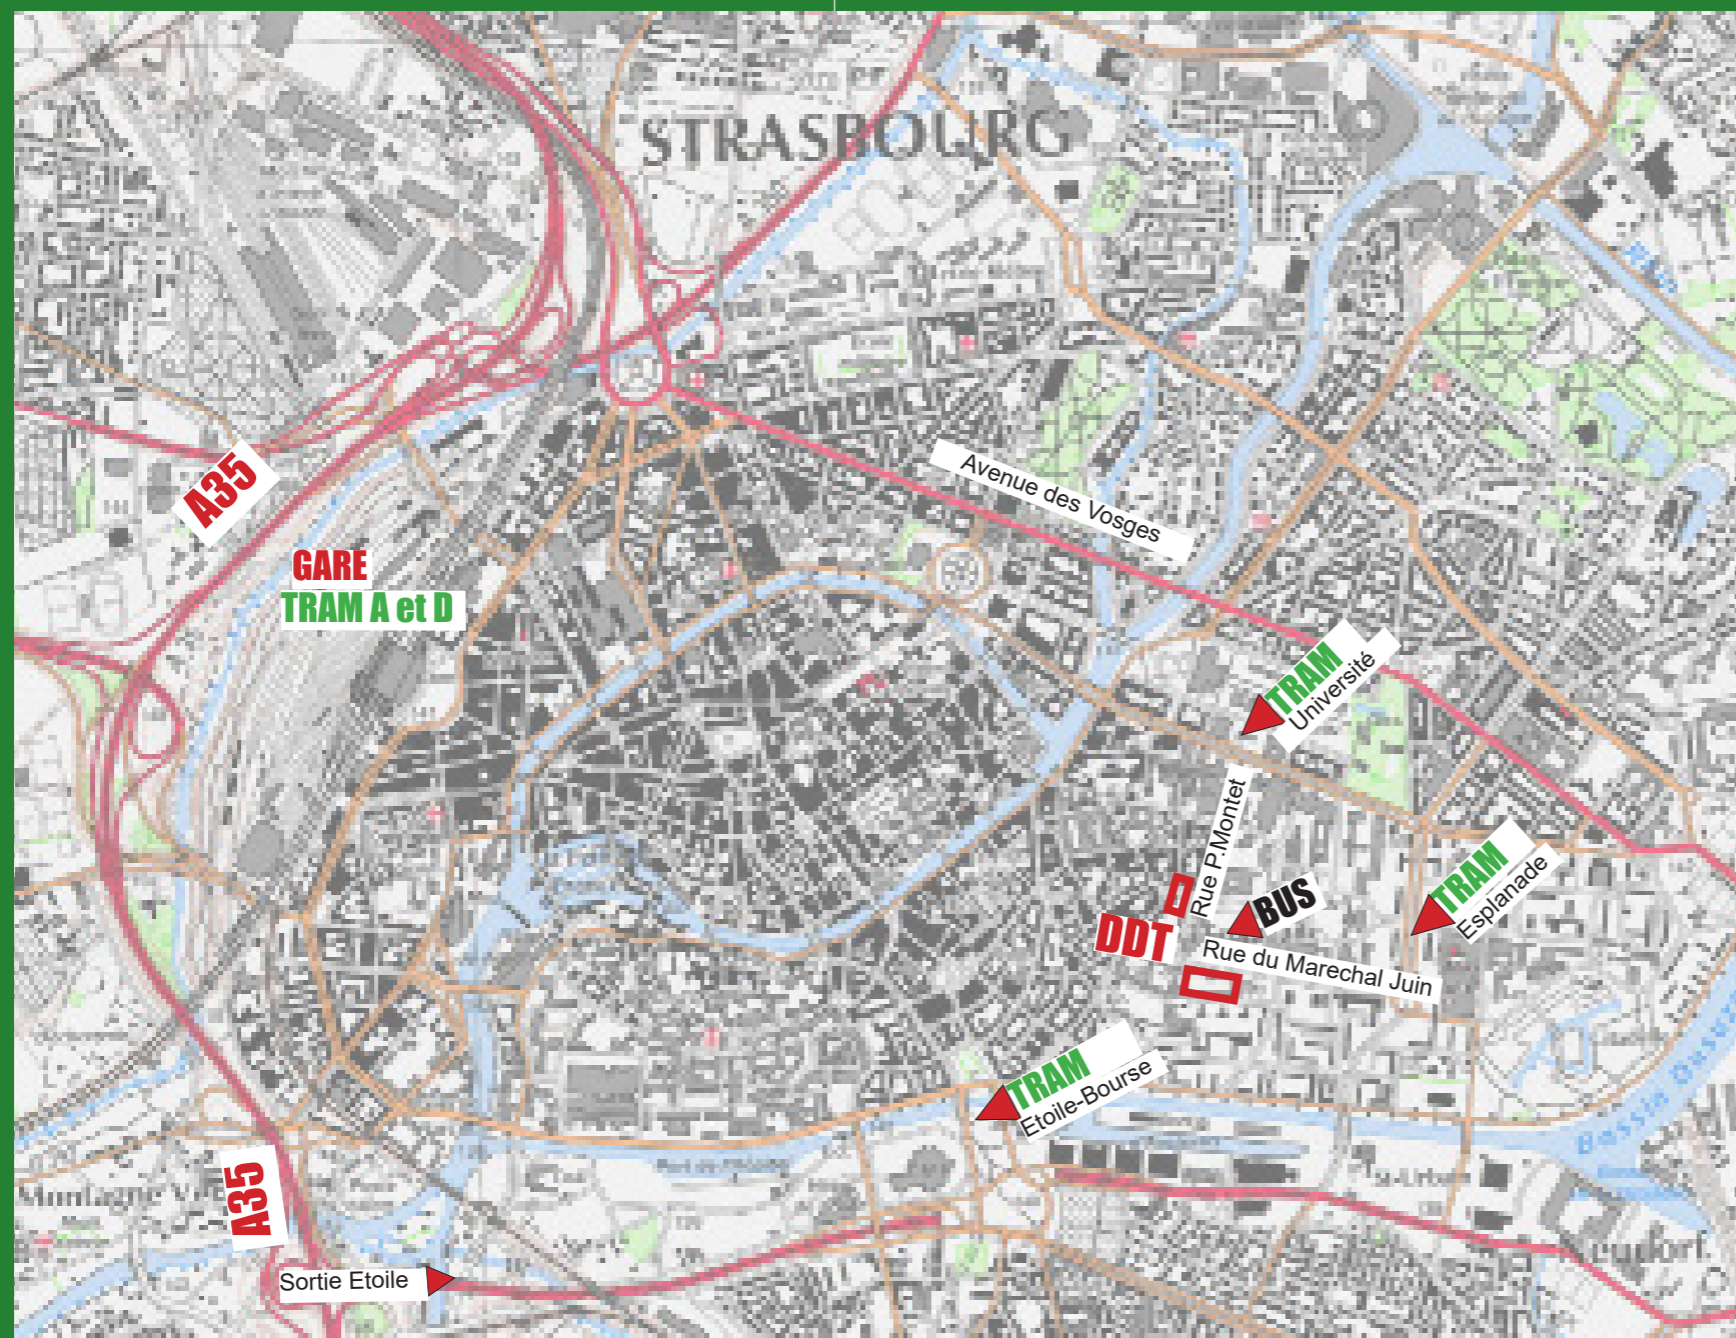 STRASBOURG
A35
Avenue des Vosges
GARE
TRAM A et D
TRAM
Université
Rue P.Montet
TRAM
Esplanade
BUS
DDT
Rue du Marechal Juin
TRAM
Etoile-Bourse
Bassin
A35
Sortie Etoile